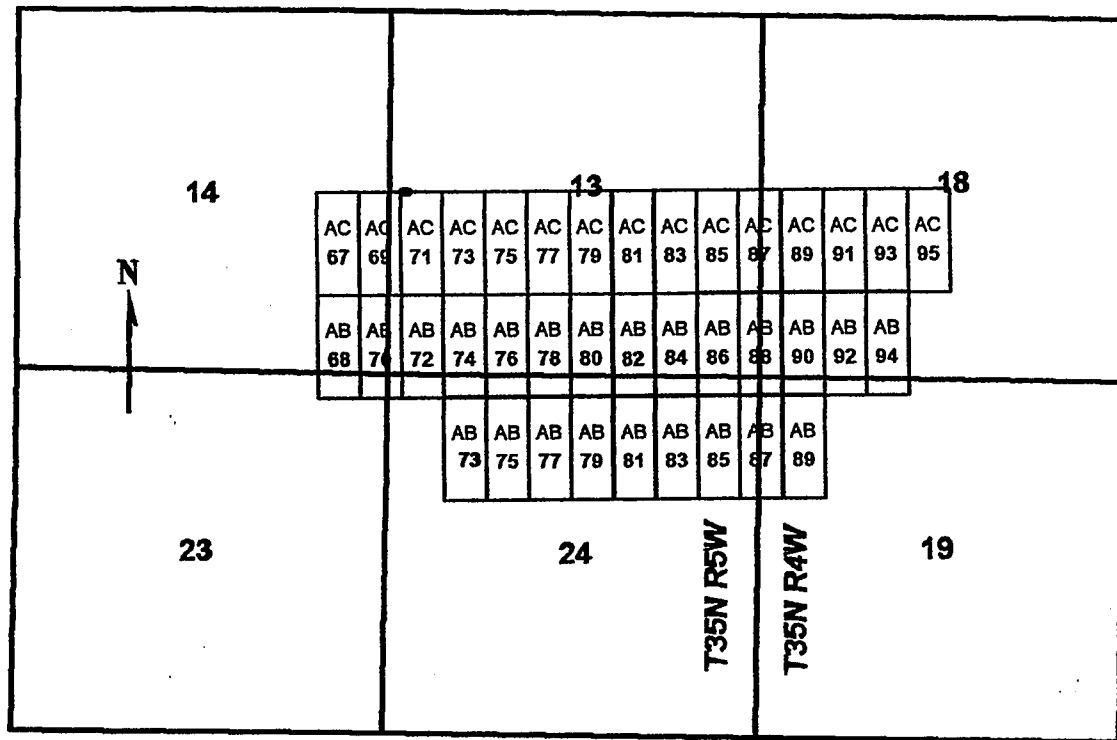 14 13 18
AC AC AC AC AC AC AC AC AC AC AC AC AC AC AC
67 69 71 73 75 77 79 81 83 85 87 89 91 93 95
N
AB AB AB AB AB AB AB AB AB AB AB AB AB AB
68 70 72 74 76 78 80 82 84 86 88 90 92 94
AB AB AB AB AB AB AB AB AB
73 75 77 79 81 83 85 87 89
23 24 19
T35N R5W
T35N R4W